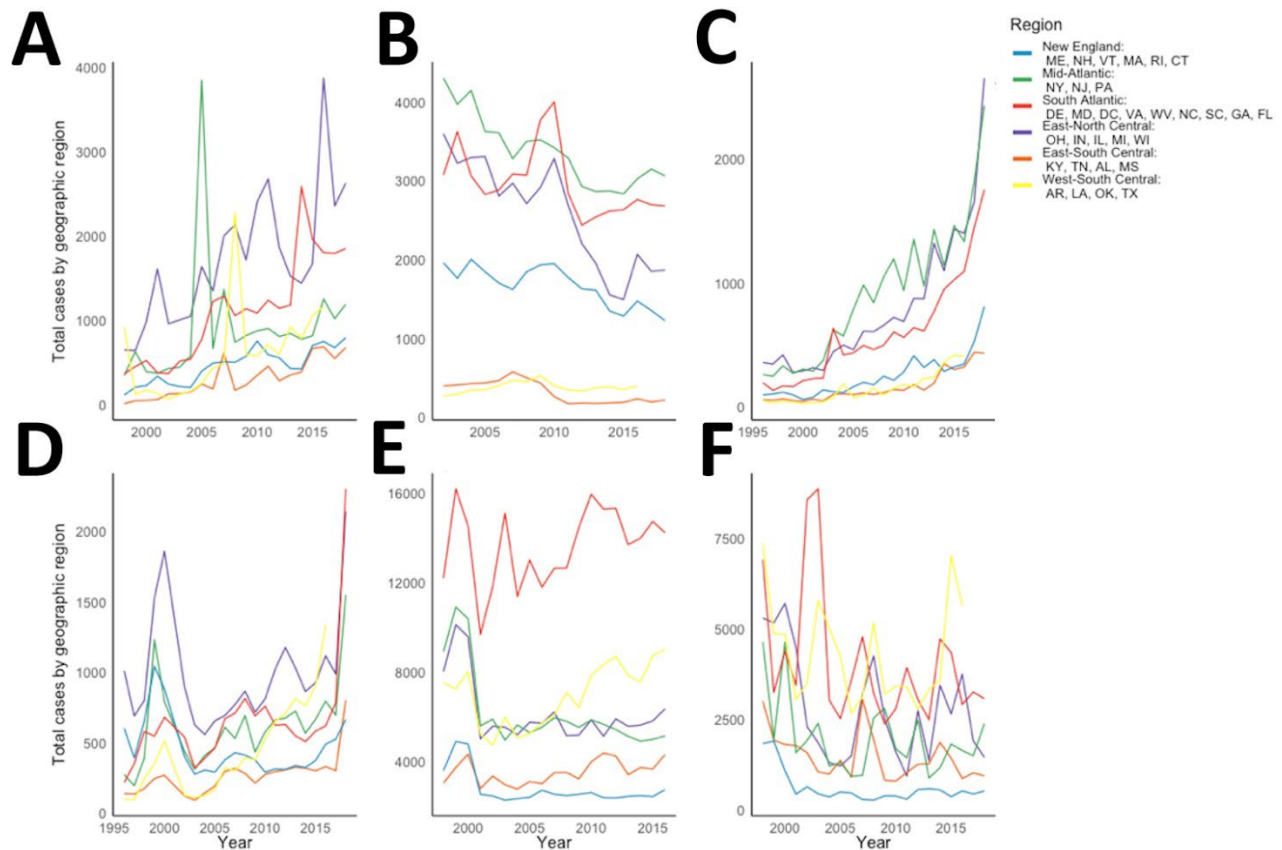 A
B
C
Total cases by geographic region
4000
3000
2000
1000
0
2000
2005
2010
2015
4000
3000
2000
1000
0
2005
2010
2015
2000
1000
0
1995
2000
2005
2010
2015
Region
New England:
ME, NH, VT, MA, RI, CT
Mid-Atlantic:
NY, NJ, PA
South Atlantic:
DE, MD, DC, VA, WV, NC, SC, GA, FL
East-North Central:
OH, IN, IL, MI, WI
East-South Central:
KY, TN, AL, MS
West-South Central:
AR, LA, OK, TX
D
E
F
Total cases by geographic region
2000
1500
1000
500
0
1995
2000
2005
2010
2015
Year
16000
12000
8000
4000
2000
2005
2010
2015
Year
7500
5000
2500
0
2000
2005
2010
2015
Year